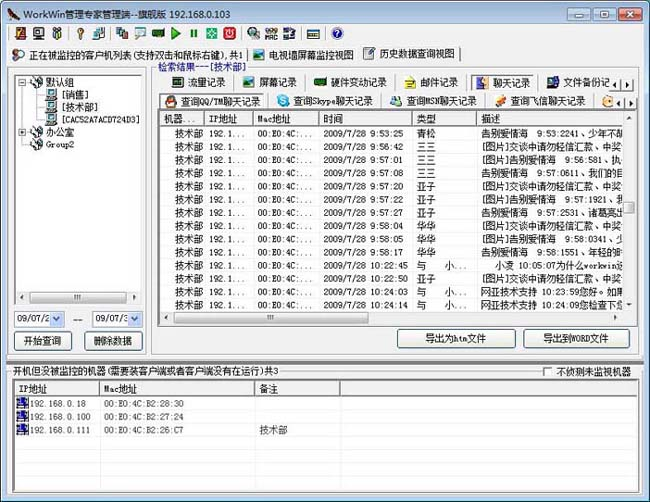 WorkWin管理专家管理端--旗舰版 192.168.0.103
正在被监控的客户机列表(支持双击和鼠标右键),共1 电视墙屏幕监控视图 历史数据查询视图
默认组
[销售]
[技术部]
[CAC52A7ACD724D3]
办公室
Group2
09/07/2 -- 09/07/3
开始查询 删除数据
检索结果---[技术部]
流量记录 屏幕记录 硬件变动记录 邮件记录 聊天记录 文件备份记
查询QQ/TM聊天记录 查询Skype聊天记录 查询MSN聊天记录 查询飞信聊天记录
机器... IP地址 Mac地址 时间 类型 描述
技术部 192.1... 00:E0:4C:... 2009/7/28 9:53:25 青松 告别爱情海 9:53:2241、少年不
技术部 192.1... 00:E0:4C:... 2009/7/28 9:56:42 三三 [图片]交谈中请勿轻信汇款、中奖
技术部 192.1... 00:E0:4C:... 2009/7/28 9:57:01 三三 [图片]告别爱情海 9:56:581、执
技术部 192.1... 00:E0:4C:... 2009/7/28 9:57:08 三三 告别爱情海 9:57:0611、我们的目
技术部 192.1... 00:E0:4C:... 2009/7/28 9:57:20 亚子 [图片]交谈中请勿轻信汇款、中奖
技术部 192.1... 00:E0:4C:... 2009/7/28 9:57:22 亚子 告别爱情海 9:57:1921、我
技术部 192.1... 00:E0:4C:... 2009/7/28 9:57:27 亚子 告别爱情海 9:57:2531、诸葛亮出
技术部 192.1... 00:E0:4C:... 2009/7/28 9:58:04 华华 [图片]交谈中请勿轻信汇款、中奖
技术部 192.1... 00:E0:4C:... 2009/7/28 9:58:05 华华 [图片]告别爱情海 9:58:0341、少
技术部 192.1... 00:E0:4C:... 2009/7/28 9:58:17 华华 告别爱情海 9:58:1551、年轻的时
技术部 192.1... 00:E0:4C:... 2009/7/28 10:22:45 与 小... 小凌 10:05:07为什么workwin这
技术部 192.1... 00:E0:4C:... 2009/7/28 10:22:50 亚子 [图片]交谈中请勿轻信汇款、中奖
技术部 192.1... 00:E0:4C:... 2009/7/28 10:24:03 与 小... 网亚技术支持 10:23:59您好。如
技术部 192.1... 00:E0:4C:... 2009/7/28 10:24:14 与 小... 网亚技术支持 10:24:09您检查下您
导出为htm文件 导出到WORD文件
开机但没被监控的机器(需要装客户端或者客户端没有在运行)共3 不侦测未监视机器
IP地址 Mac地址 备注
192.168.0.18 00:E0:4C:B2:28:30
192.168.0.100 00:E0:4C:B2:27:24
192.168.0.111 00:E0:4C:B2:26:C7 技术部